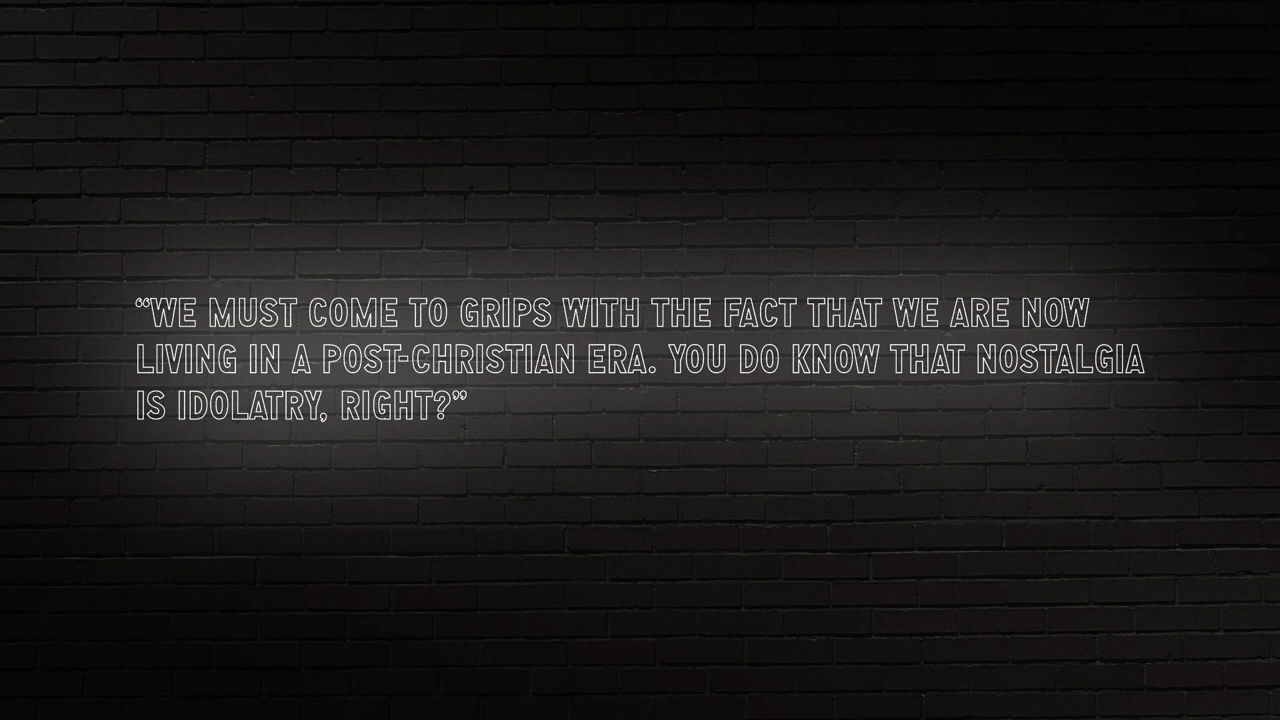 “WE MUST COME TO GRIPS WITH THE FACT THAT WE ARE NOW
LIVING IN A POST-CHRISTIAN ERA. YOU DO KNOW THAT NOSTALGIA
IS IDOLATRY, RIGHT?”